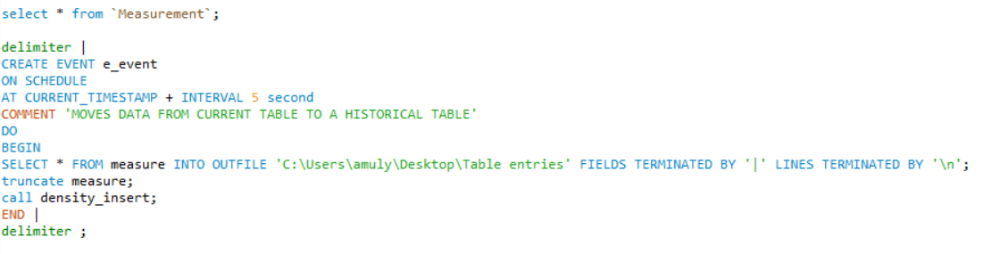 select * from `Measurement`;
delimiter |
CREATE EVENT e_event
ON SCHEDULE
AT CURRENT_TIMESTAMP + INTERVAL 5 second
COMMENT 'MOVES DATA FROM CURRENT TABLE TO A HISTORICAL TABLE'
DO
BEGIN
SELECT * FROM measure INTO OUTFILE 'C:\Users\amuly\Desktop\Table entries' FIELDS TERMINATED BY '|' LINES TERMINATED BY '\n';
truncate measure;
call density_insert;
END |
delimiter ;